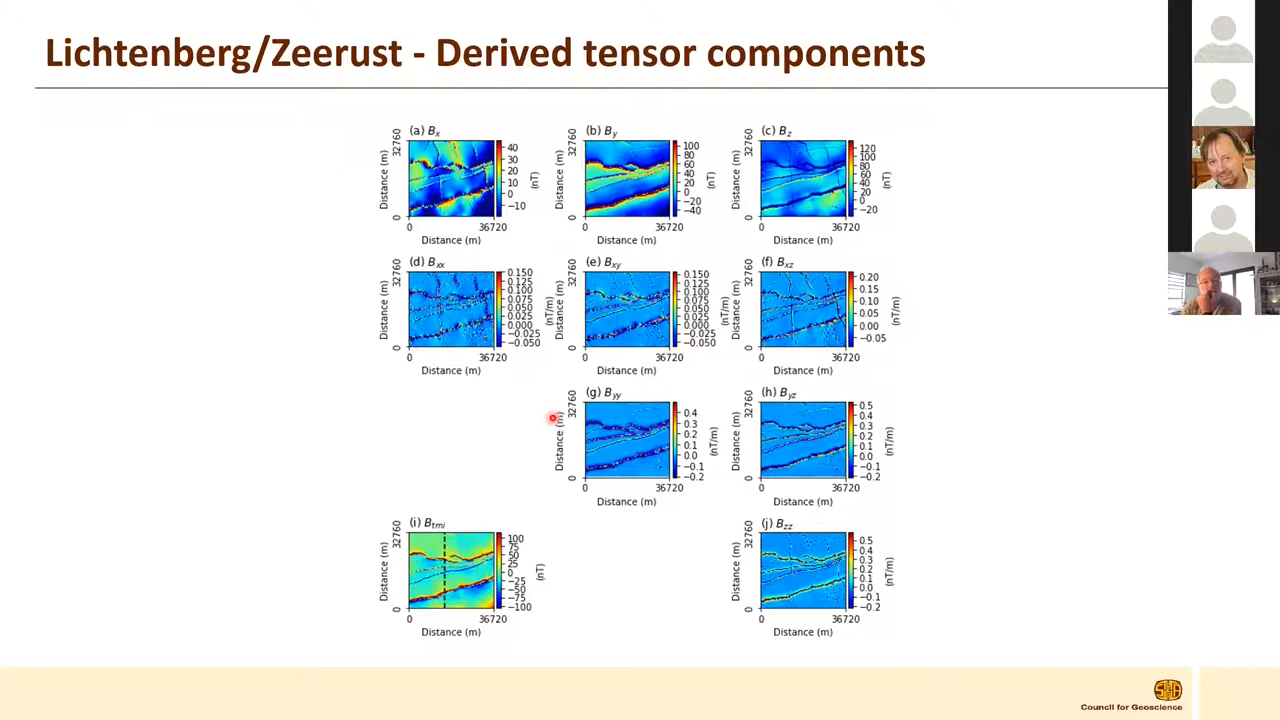 Lichtenberg/Zeerust - Derived tensor components
(a) Bx
32760
Distance (m)
0
0 36720
Distance (m)
40
30
20
10
0
−10
(nT)
(b) By
32760
Distance (m)
0
0 36720
Distance (m)
100
80
60
40
20
0
−20
−40
(nT)
(c) Bz
32760
Distance (m)
0
0 36720
Distance (m)
120
100
80
60
40
20
0
−20
(nT)
(d) Bxx
32760
Distance (m)
0
0 36720
Distance (m)
0.150
0.125
0.100
0.075
0.050
0.025
0.000
−0.025
−0.050
(nT/m)
(e) Bxy
32760
Distance (m)
0
0 36720
Distance (m)
0.150
0.125
0.100
0.075
0.050
0.025
0.000
−0.025
−0.050
(nT/m)
(f) Bxz
32760
Distance (m)
0
0 36720
Distance (m)
0.20
0.15
0.10
0.05
0.00
−0.05
(nT/m)
(g) Byy
32760
Distance (m)
0
0 36720
Distance (m)
0.4
0.3
0.2
0.1
0.0
−0.1
−0.2
(nT/m)
(h) Byz
32760
Distance (m)
0
0 36720
Distance (m)
0.5
0.4
0.3
0.2
0.1
0.0
−0.1
−0.2
(nT/m)
(i) Btmi
32760
Distance (m)
0
0 36720
Distance (m)
100
75
50
25
0
−25
−50
−75
−100
(nT)
(j) Bzz
32760
Distance (m)
0
0 36720
Distance (m)
0.5
0.4
0.3
0.2
0.1
0.0
−0.1
−0.2
(nT/m)
Council for Geoscience